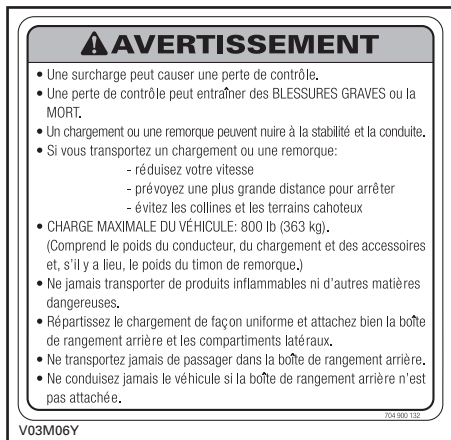 AVERTISSEMENT
• Une surcharge peut causer une perte de contrôle.
• Une perte de contrôle peut entraîner des BLESSURES GRAVES ou la
MORT.
• Un chargement ou une remorque peuvent nuire à la stabilité et la conduite.
• Si vous transportez un chargement ou une remorque:
- réduisez votre vitesse
- prévoyez une plus grande distance pour arrêter
- évitez les collines et les terrains cahoteux
• CHARGE MAXIMALE DU VÉHICULE: 800 lb (363 kg).
(Comprend le poids du conducteur, du chargement et des accessoires
et, s'il y a lieu, le poids du timon de remorque.)
• Ne jamais transporter de produits inflammables ni d'autres matières
dangereuses.
• Répartissez le chargement de façon uniforme et attachez bien la boîte
de rangement arrière et les compartiments latéraux.
• Ne transportez jamais de passager dans la boîte de rangement arrière.
• Ne conduisez jamais le véhicule si la boîte de rangement arrière n'est
pas attachée.
704 900 132
V03M06Y